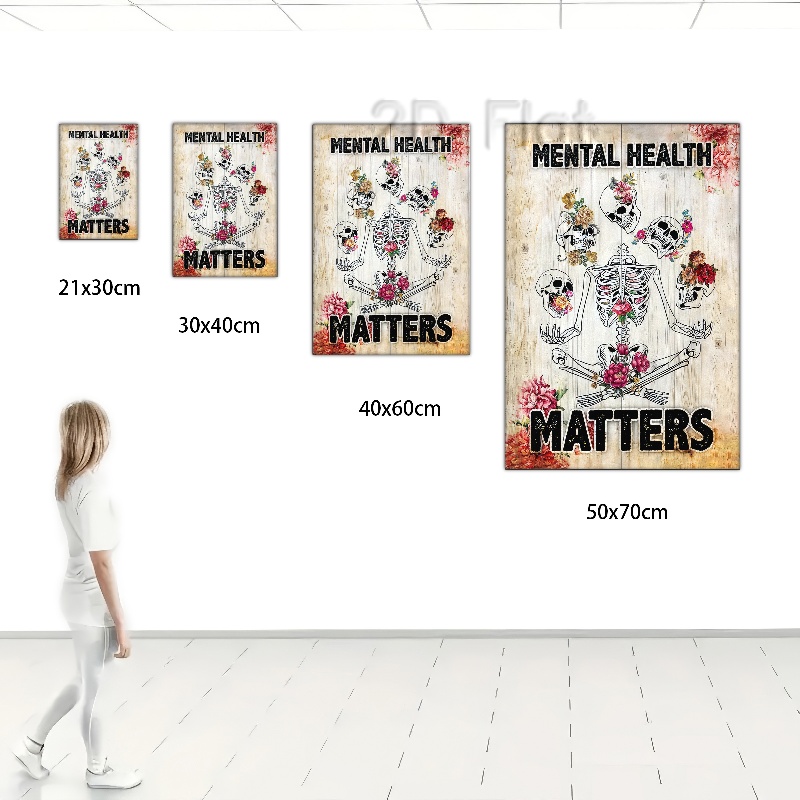 2D Flat
MENTAL HEALTH
MATTERS
21x30cm
MENTAL HEALTH
MATTERS
30x40cm
MENTAL HEALTH
MATTERS
40x60cm
MENTAL HEALTH
MATTERS
50x70cm